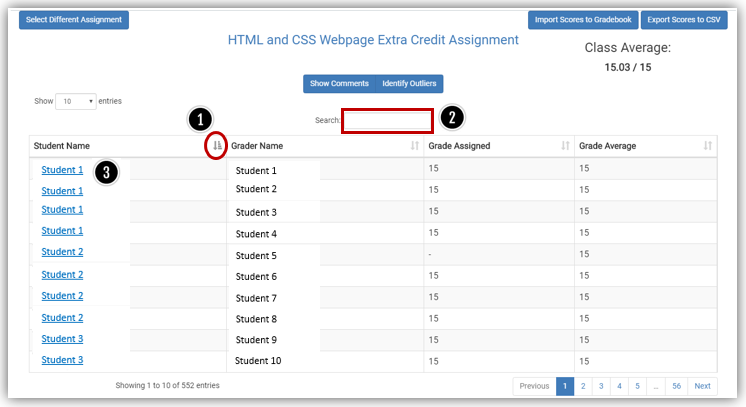 Select Different Assignment
Import Scores to Gradebook
Export Scores to CSV
HTML and CSS Webpage Extra Credit Assignment
Class Average:
15.03 / 15
Show Comments Identify Outliers
Show 10 entries
1
2
Search:
Student Name Grader Name Grade Assigned Grade Average
Student 1 3 Student 1 15 15
Student 1 Student 2 15 15
Student 1 Student 3 15 15
Student 1 Student 4 15 15
Student 2 Student 5 - 15
Student 2 Student 6 15 15
Student 2 Student 7 15 15
Student 2 Student 8 15 15
Student 3 Student 9 15 15
Student 3 Student 10 15 15
Showing 1 to 10 of 552 entries
Previous 1 2 3 4 5 ... 56 Next